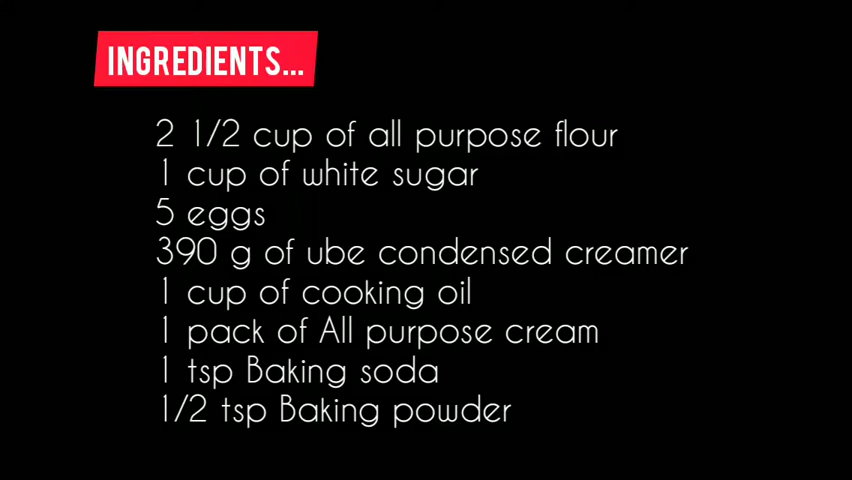 INGREDIENTS...
2 1/2 cup of all purpose flour
1 cup of white sugar
5 eggs
390 g of ube condensed creamer
1 cup of cooking oil
1 pack of All purpose cream
1 tsp Baking soda
1/2 tsp Baking powder